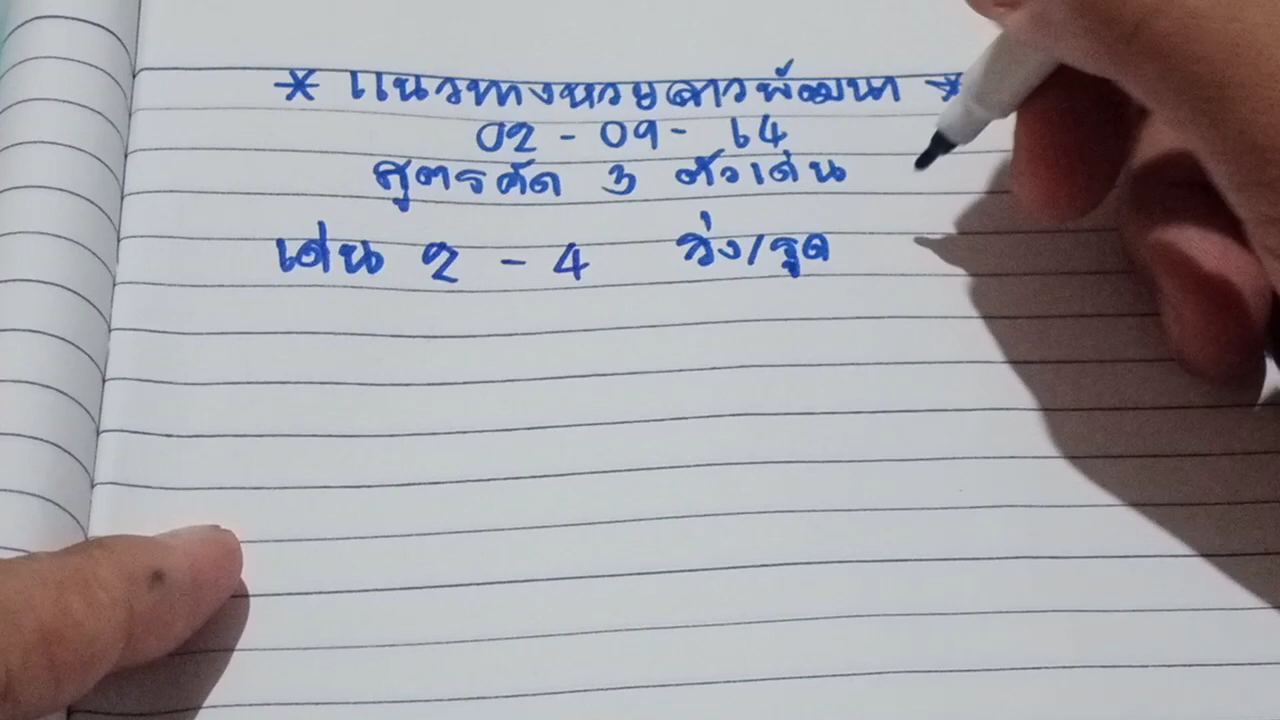 * แนวทางหวยลาวพัฒนา *
02 - 09 - 64
สูตรคัด 3 ตัวเด่น
เด่น 2 - 4 วิ่ง/รูด